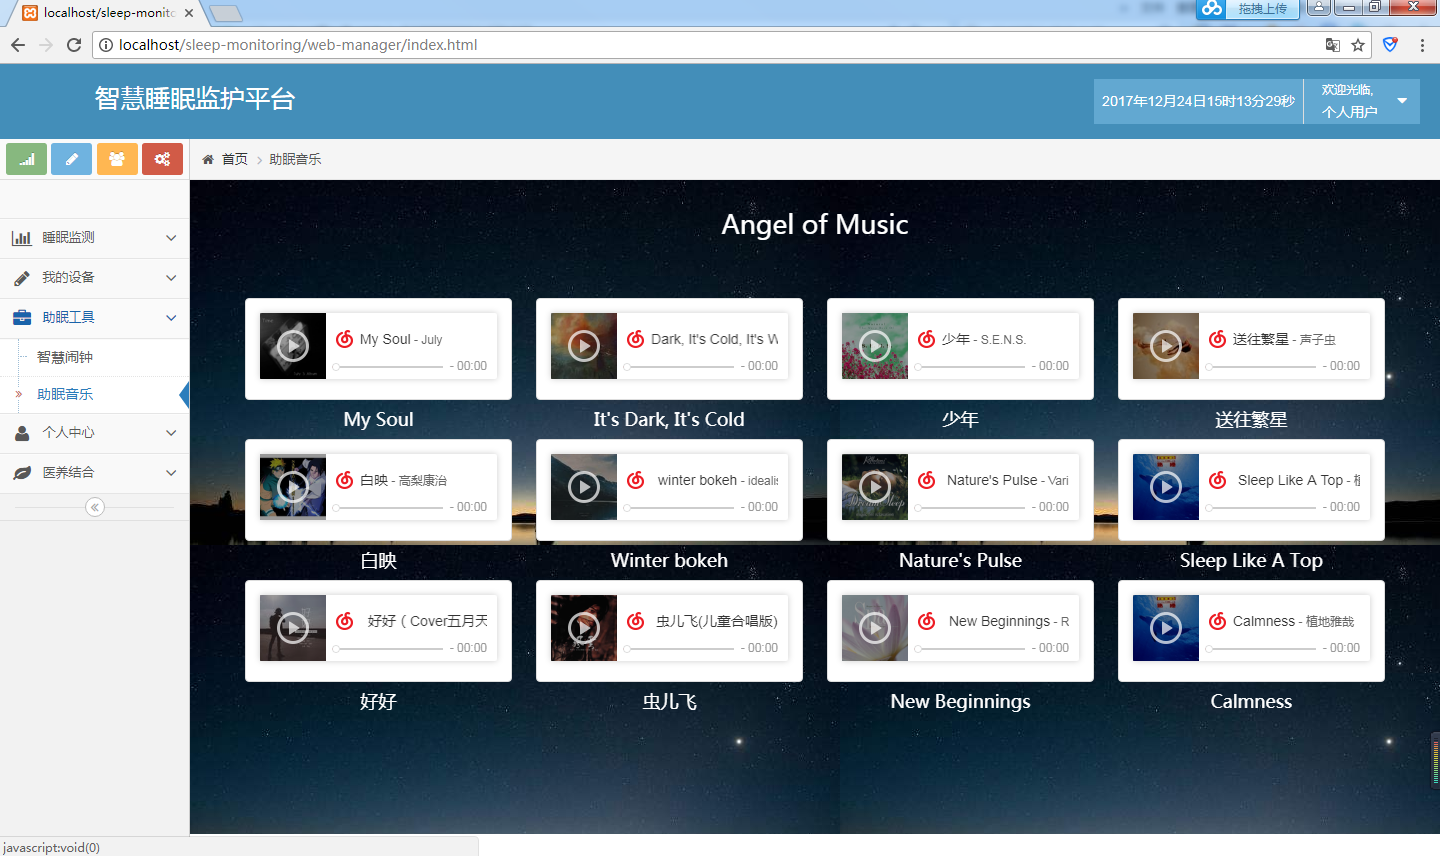 localhost/sleep-monito
拖拽上传
localhost/sleep-monitoring/web-manager/index.html
智慧睡眠监护平台
2017年12月24日15时13分29秒
欢迎光临,
个人用户
首页 > 助眠音乐
睡眠监测
我的设备
助眠工具
智慧闹钟
» 助眠音乐
个人中心
医养结合
«
Angel of Music
My Soul - July
- 00:00
My Soul
Dark, It's Cold, It's W
- 00:00
It's Dark, It's Cold
少年 - S.E.N.S.
- 00:00
少年
送往繁星 - 声子虫
- 00:00
送往繁星
白映 - 高梨康治
- 00:00
白映
winter bokeh - idealis
- 00:00
Winter bokeh
Nature's Pulse - Vari
- 00:00
Nature's Pulse
Sleep Like A Top -
- 00:00
Sleep Like A Top
好好（Cover五月天
- 00:00
好好
虫儿飞(儿童合唱版)
- 00:00
虫儿飞
New Beginnings - R
- 00:00
New Beginnings
Calmness - 植地雅哉
- 00:00
Calmness
javascript:void(0)